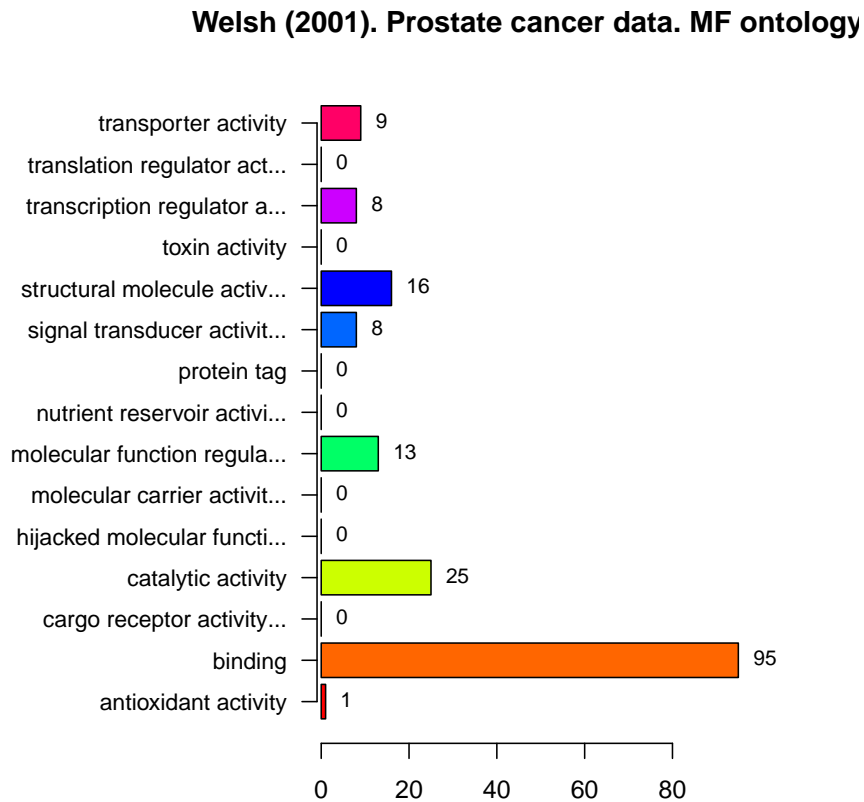 Welsh (2001). Prostate cancer data. MF ontology
transporter activity 9
translation regulator act... 0
transcription regulator a... 8
toxin activity 0
structural molecule activ... 16
signal transducer activit... 8
protein tag 0
nutrient reservoir activi... 0
molecular function regula... 13
molecular carrier activit... 0
hijacked molecular functi... 0
catalytic activity 25
cargo receptor activity... 0
binding 95
antioxidant activity 1
0 20 40 60 80